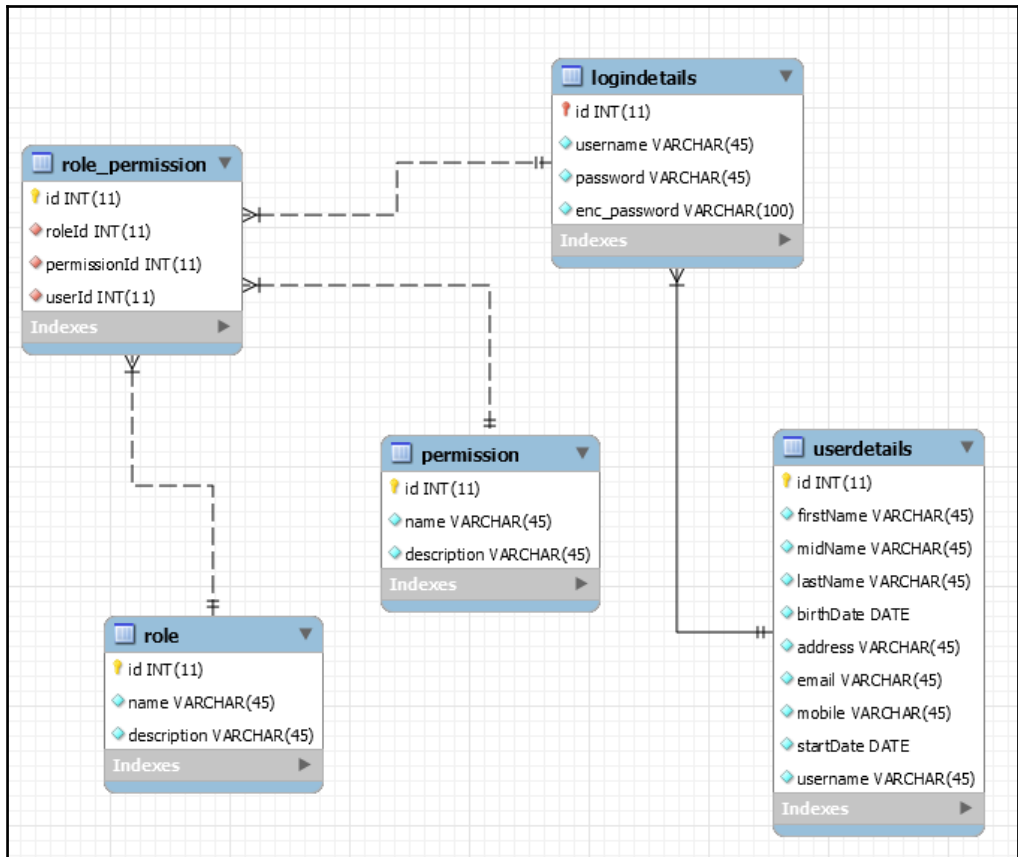 logindetails
id INT(11)
username VARCHAR(45)
password VARCHAR(45)
enc_password VARCHAR(100)
Indexes
role_permission
id INT(11)
roleId INT(11)
permissionId INT(11)
userId INT(11)
Indexes
permission
id INT(11)
name VARCHAR(45)
description VARCHAR(45)
Indexes
userdetails
id INT(11)
firstName VARCHAR(45)
midName VARCHAR(45)
lastName VARCHAR(45)
birthDate DATE
address VARCHAR(45)
email VARCHAR(45)
mobile VARCHAR(45)
startDate DATE
username VARCHAR(45)
Indexes
role
id INT(11)
name VARCHAR(45)
description VARCHAR(45)
Indexes